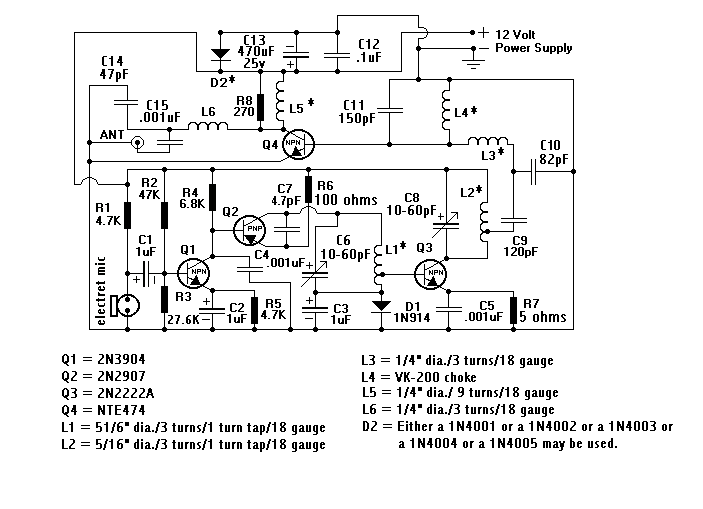 C14
47pF
C13
470uF
25v
C12
.1uF
12 Volt
Power Supply
D2*
C15
.001uF
R8
270
L5 *
C11
150pF
L4*
L6
ANT
Q4
NPN
L3*
C10
82pF
R1
4.7K
R2
47K
R4
6.8K
Q2
PNP
C7
4.7pF
R6
100 ohms
C8
10-60pF
L2*
C9
120pF
C1
1uF
Q1
NPN
C4
.001uF
C6
10-60pF
L1*
Q3
NPN
electret mic
R3
27.6K
C2
1uF
R5
4.7K
C3
1uF
D1
1N914
C5
.001uF
R7
5 ohms
Q1 = 2N3904
Q2 = 2N2907
Q3 = 2N2222A
Q4 = NTE474
L1 = 51/6" dia./3 turns/1 turn tap/18 gauge
L2 = 5/16" dia./3 turns/1 turn tap/18 gauge
L3 = 1/4" dia./3 turns/18 gauge
L4 = VK-200 choke
L5 = 1/4" dia./ 9 turns/18 gauge
L6 = 1/4" dia./3 turns/18 gauge
D2 = Either a 1N4001 or a 1N4002 or a 1N4003 or
a 1N4004 or a 1N4005 may be used.